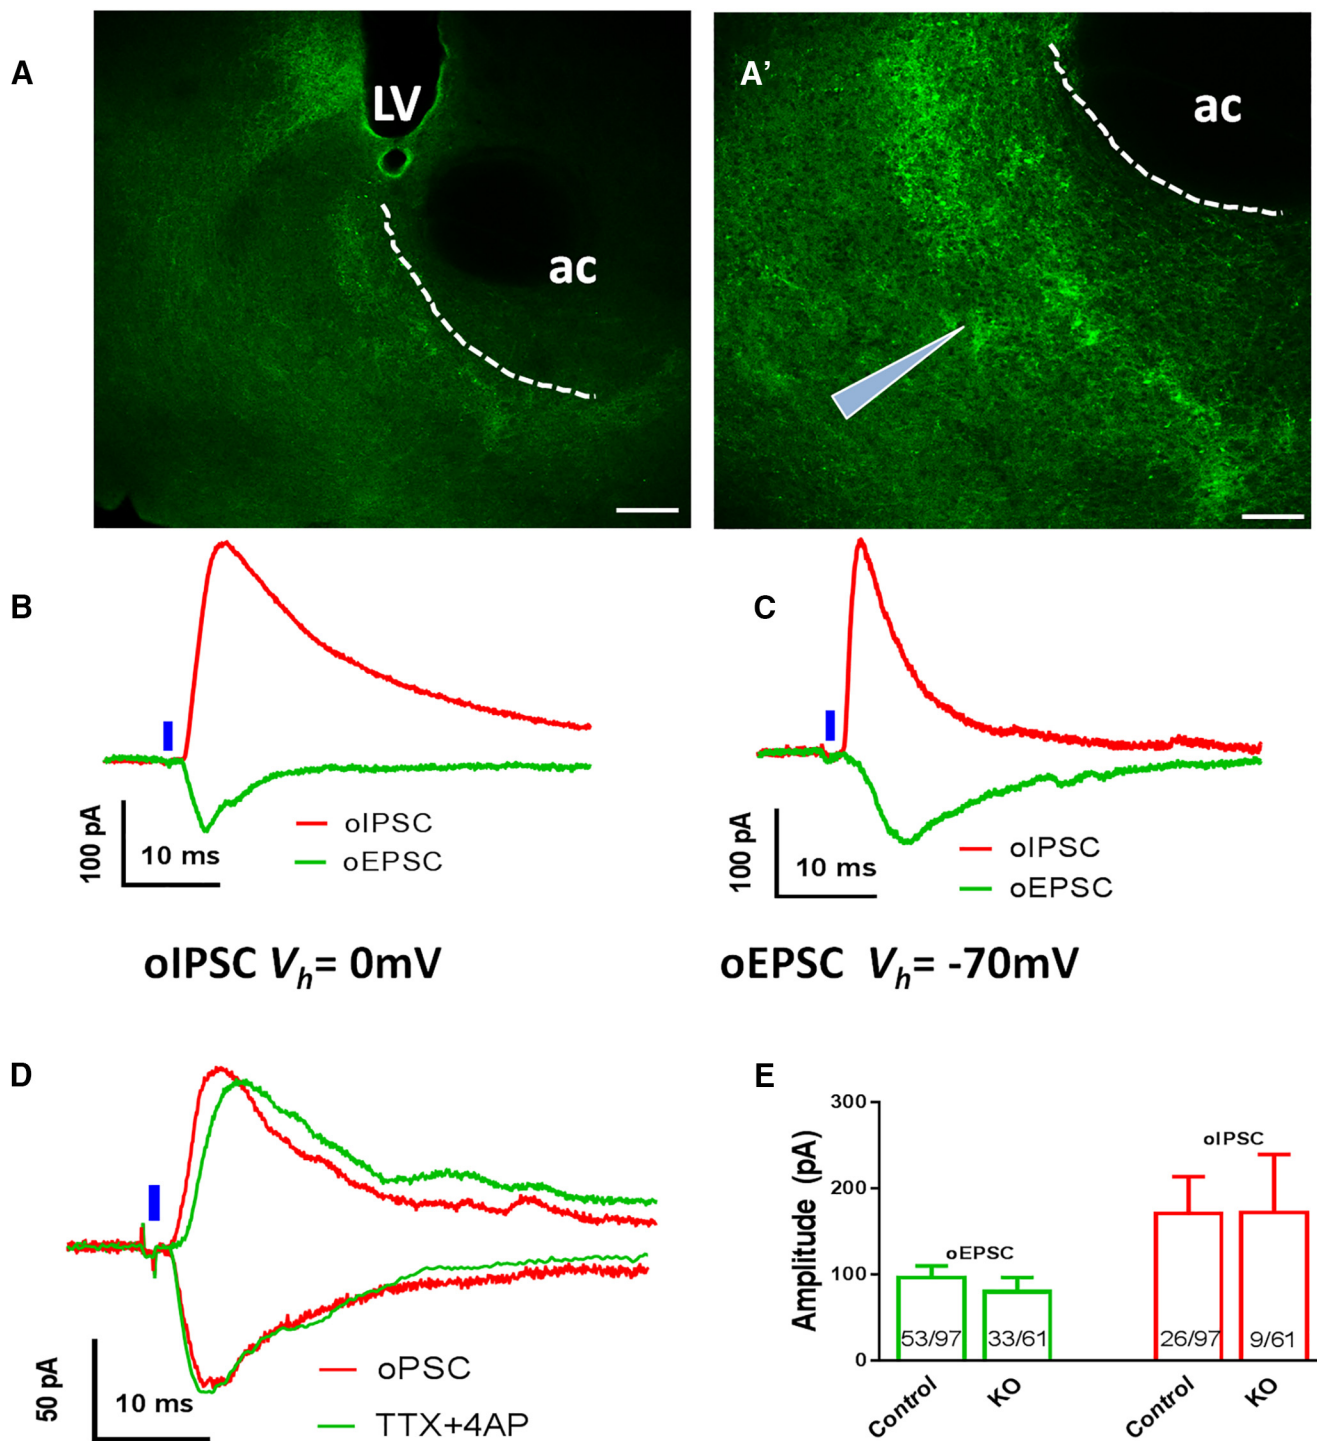 A
LV
ac
A’
ac
B
100 pA
10 ms
oIPSC
oEPSC
C
100 pA
10 ms
oIPSC
oEPSC
oIPSC Vh= 0mV
oEPSC Vh= -70mV
D
50 pA
10 ms
oPSC
TTX+4AP
E
Amplitude (pA)
300
200
100
0
oEPSC
oIPSC
53/97
33/61
26/97
9/61
Control
KO
Control
KO